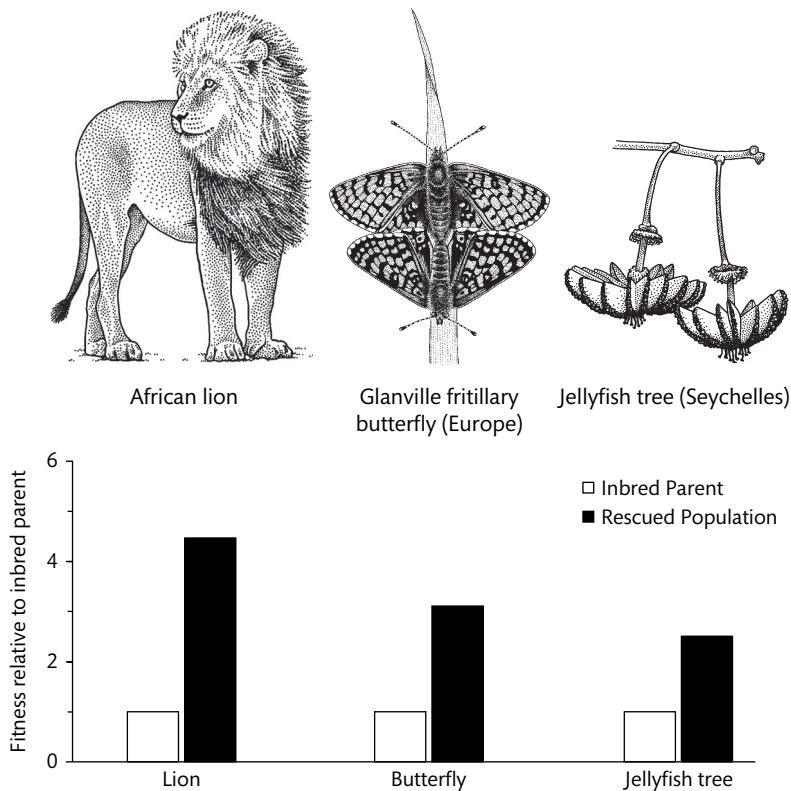 African lion
Glanville fritillary
butterfly (Europe)
Jellyfish tree (Seychelles)
Fitness relative to inbred parent
6
4
2
0
Inbred Parent
Rescued Population
Lion
Butterfly
Jellyfish tree